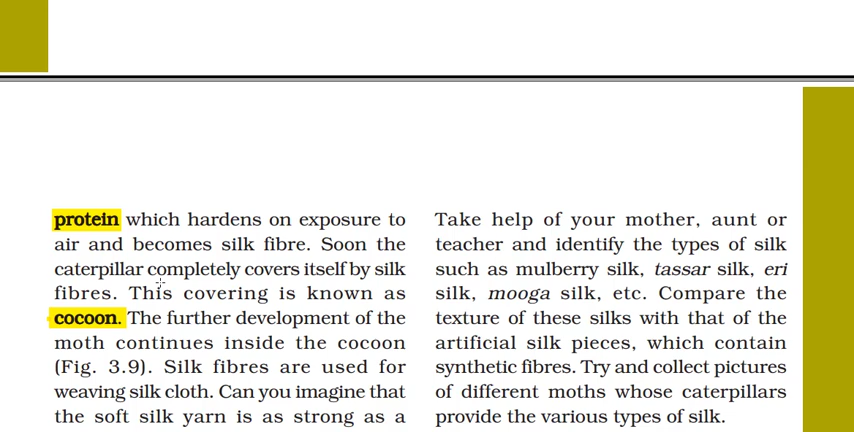 protein which hardens on exposure to
air and becomes silk fibre. Soon the
caterpillar completely covers itself by silk
fibres. This covering is known as
cocoon. The further development of the
moth continues inside the cocoon
(Fig. 3.9). Silk fibres are used for
weaving silk cloth. Can you imagine that
the soft silk yarn is as strong as a
Take help of your mother, aunt or
teacher and identify the types of silk
such as mulberry silk, tassar silk, eri
silk, mooga silk, etc. Compare the
texture of these silks with that of the
artificial silk pieces, which contain
synthetic fibres. Try and collect pictures
of different moths whose caterpillars
provide the various types of silk.